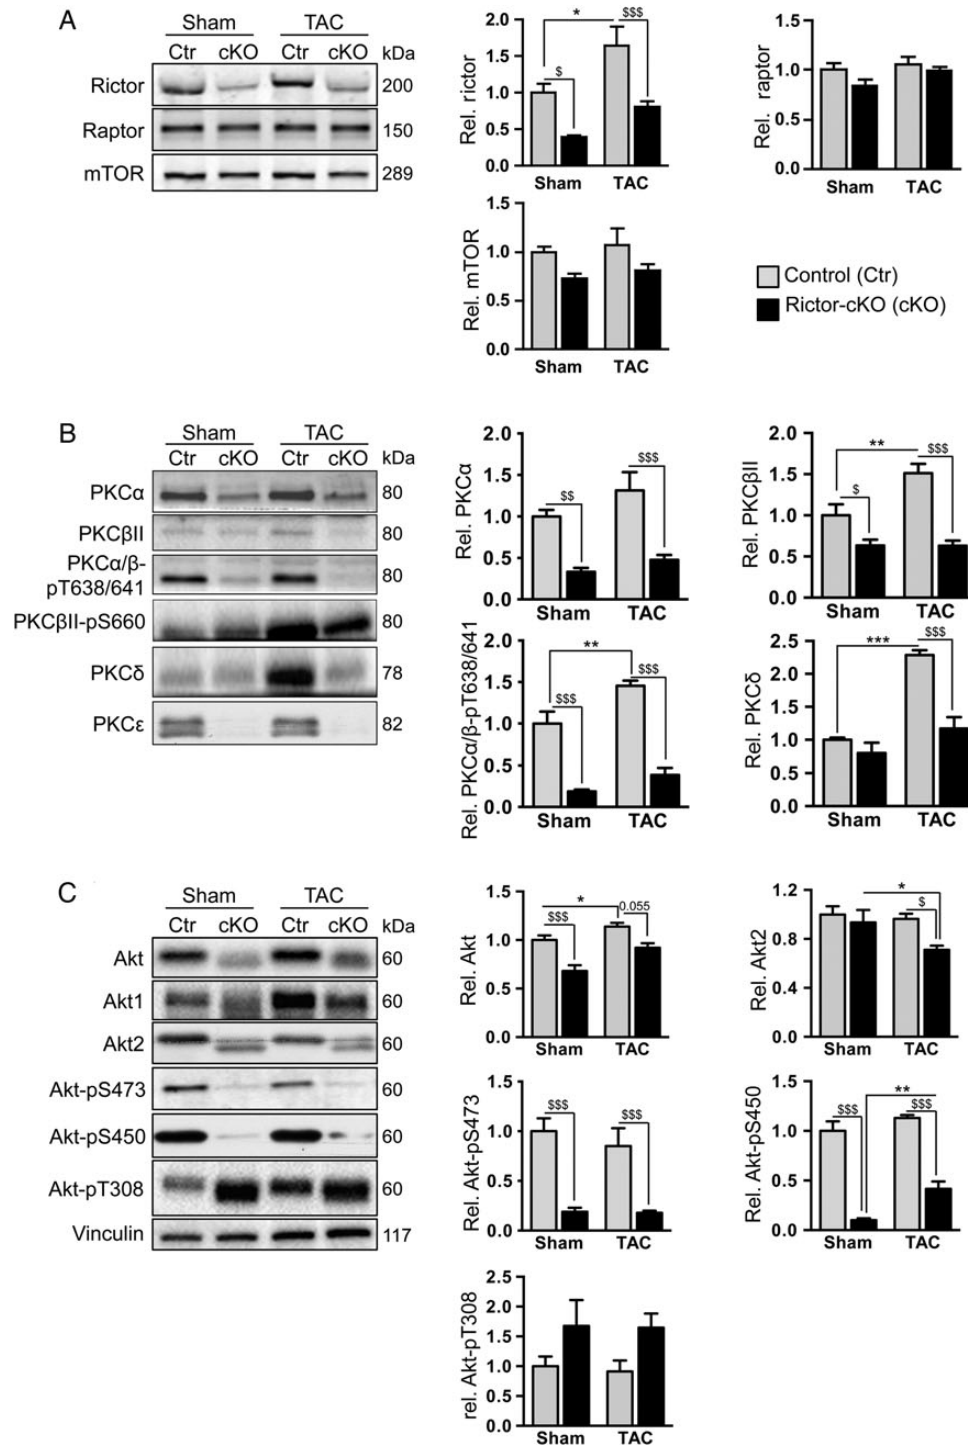 A
Sham TAC
Ctr cKO Ctr cKO kDa
Rictor 200
Raptor 150
mTOR 289
Rel. rictor
2.0
1.5
1.0
0.5
0.0
* $$$
$
Sham TAC
Rel. raptor
1.5
1.0
0.5
0.0
Sham TAC
Rel. mTOR
1.5
1.0
0.5
0.0
Sham TAC
Control (Ctr)
Rictor-cKO (cKO)
B
Sham TAC
Ctr cKO Ctr cKO kDa
PKCα 80
PKCβII 80
PKCα/β-
pT638/641 80
PKCβII-pS660 80
PKCδ 78
PKCε 82
Rel. PKCα
2.0
1.5
1.0
0.5
0.0
$$ $$$
Sham TAC
Rel. PKCβII
2.0
1.5
1.0
0.5
0.0
** $$$
$
Sham TAC
Rel. PKCα/β-pT638/641
2.0
1.5
1.0
0.5
0.0
**
$$$ $$$
Sham TAC
Rel. PKCδ
2.5
2.0
1.5
1.0
0.5
0.0
*** $$$
Sham TAC
C
Sham TAC
Ctr cKO Ctr cKO kDa
Akt 60
Akt1 60
Akt2 60
Akt-pS473 60
Akt-pS450 60
Akt-pT308 60
Vinculin 117
Rel. Akt
1.5
1.0
0.5
0.0
* 0.055
$$$
Sham TAC
Rel. Akt2
1.2
0.8
0.4
0.0
*
$
Sham TAC
Rel. Akt-pS473
1.5
1.0
0.5
0.0
$$$ $$$
Sham TAC
Rel. Akt-pS450
1.5
1.0
0.5
0.0
**
$$$ $$$
Sham TAC
rel. Akt-pT308
2.5
2.0
1.5
1.0
0.5
0.0
Sham TAC